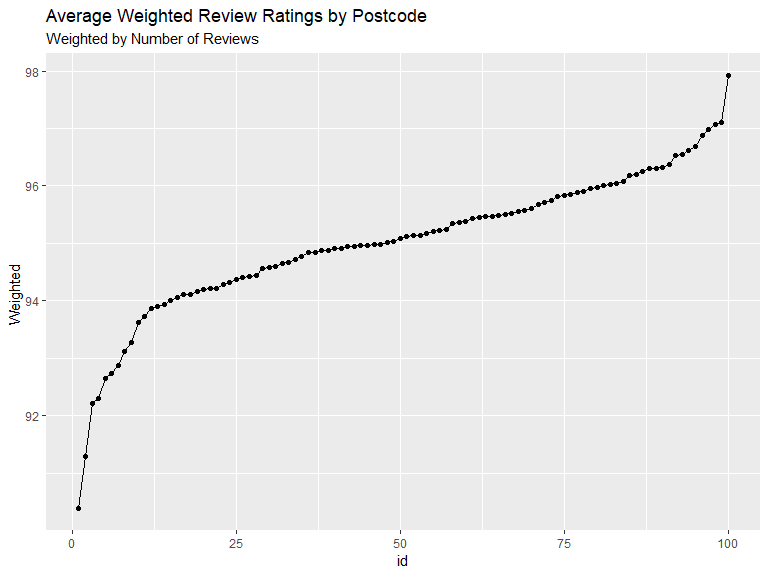 Average Weighted Review Ratings by Postcode
Weighted by Number of Reviews
98
96
94
92
Weighted
0 25 50 75 100
id